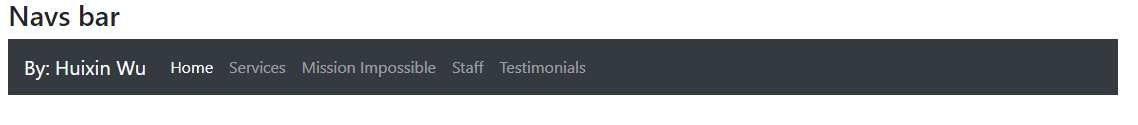 Navs bar
By: Huixin Wu Home Services Mission Impossible Staff Testimonials